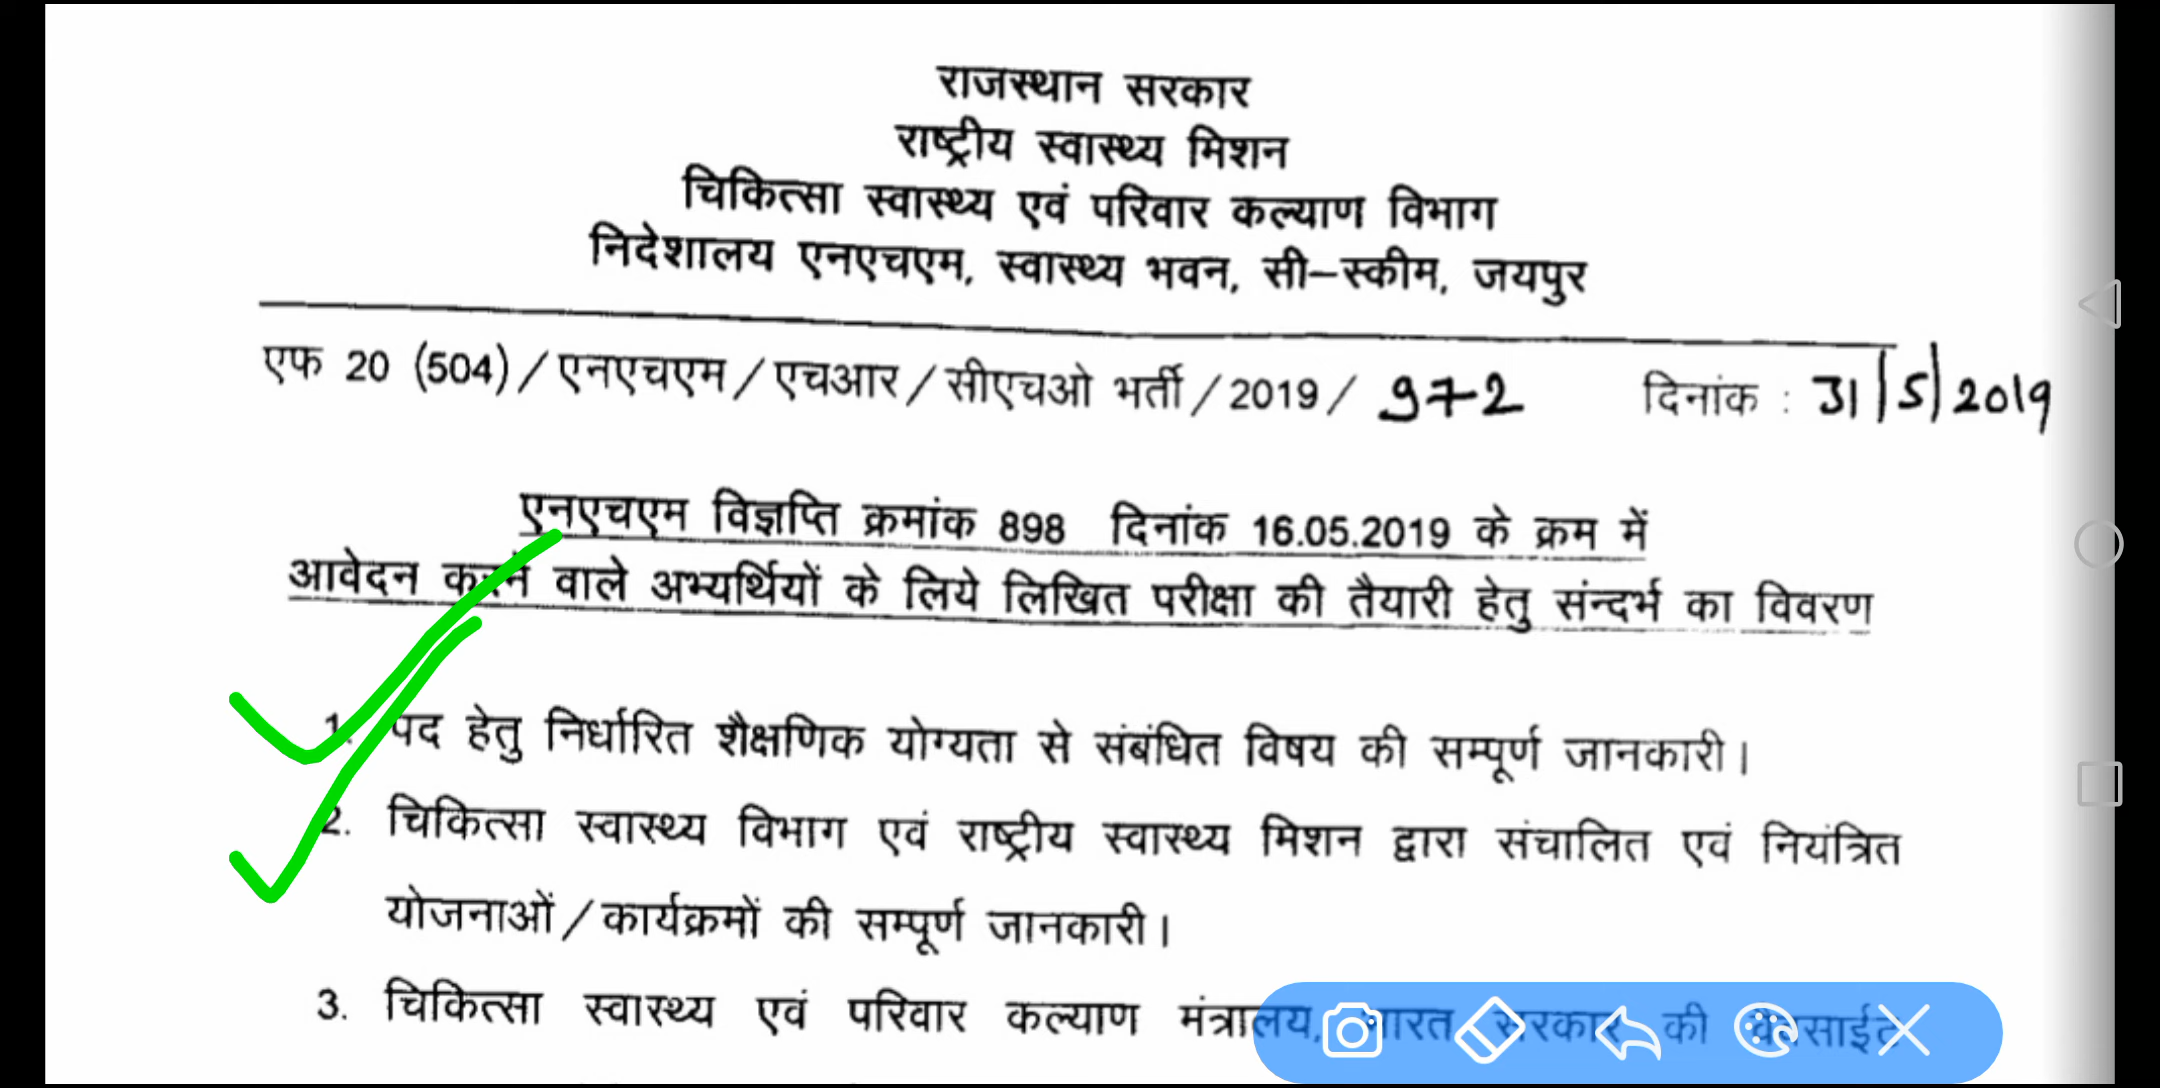 राजस्थान सरकार
राष्ट्रीय स्वास्थ्य मिशन
चिकित्सा स्वास्थ्य एवं परिवार कल्याण विभाग
निदेशालय एनएचएम, स्वास्थ्य भवन, सी–स्कीम, जयपुर
एफ 20 (504)/एनएचएम/एचआर/सीएचओ भर्ती/2019/ 972 दिनांक : 31/5/2019
एनएचएम विज्ञप्ति क्रमांक 898 दिनांक 16.05.2019 के क्रम में
आवेदन करने वाले अभ्यर्थियों के लिये लिखित परीक्षा की तैयारी हेतु संन्दर्भ का विवरण
1. पद हेतु निर्धारित शैक्षणिक योग्यता से संबंधित विषय की सम्पूर्ण जानकारी।
2. चिकित्सा स्वास्थ्य विभाग एवं राष्ट्रीय स्वास्थ्य मिशन द्वारा संचालित एवं नियंत्रित
योजनाओं/कार्यक्रमों की सम्पूर्ण जानकारी।
3. चिकित्सा स्वास्थ्य एवं परिवार कल्याण मंत्रालय, भारत सरकार की वेबसाईट